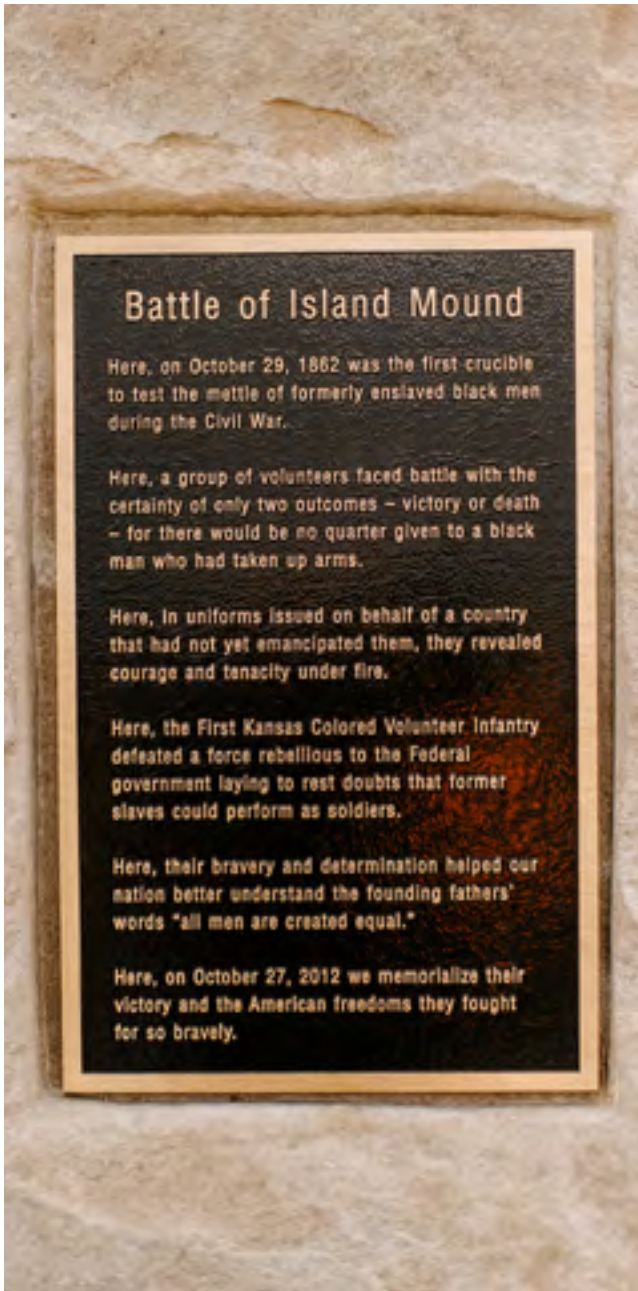 Battle of Island Mound
Here, on October 29, 1862 was the first crucible
to test the mettle of formerly enslaved black men
during the Civil War.
Here, a group of volunteers faced battle with the
certainty of only two outcomes – victory or death
– for there would be no quarter given to a black
man who had taken up arms.
Here, in uniforms issued on behalf of a country
that had not yet emancipated them, they revealed
courage and tenacity under fire.
Here, the First Kansas Colored Volunteer Infantry
defeated a force rebellious to the Federal
government laying to rest doubts that former
slaves could perform as soldiers.
Here, their bravery and determination helped our
nation better understand the founding fathers'
words "all men are created equal."
Here, on October 27, 2012 we memorialize their
victory and the American freedoms they fought
for so bravely.